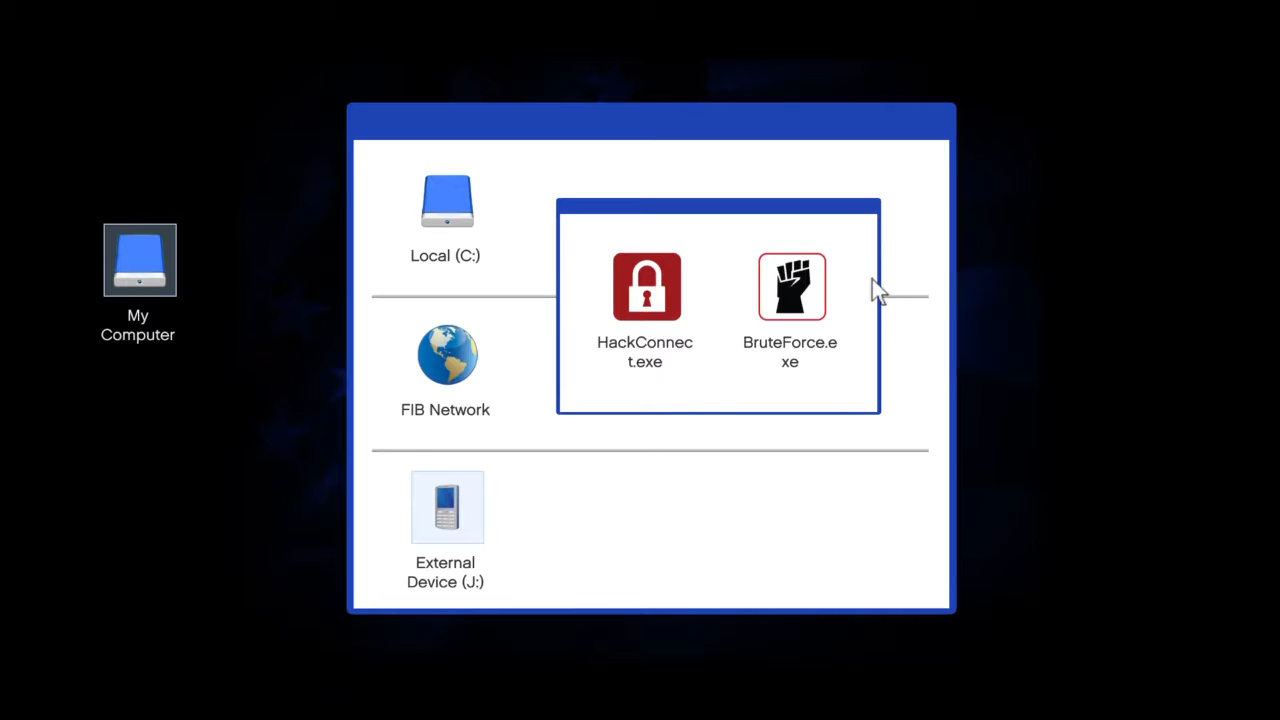 My
Computer
Local (C:)
HackConnec
t.exe
BruteForce.e
xe
FIB Network
External
Device (J:)